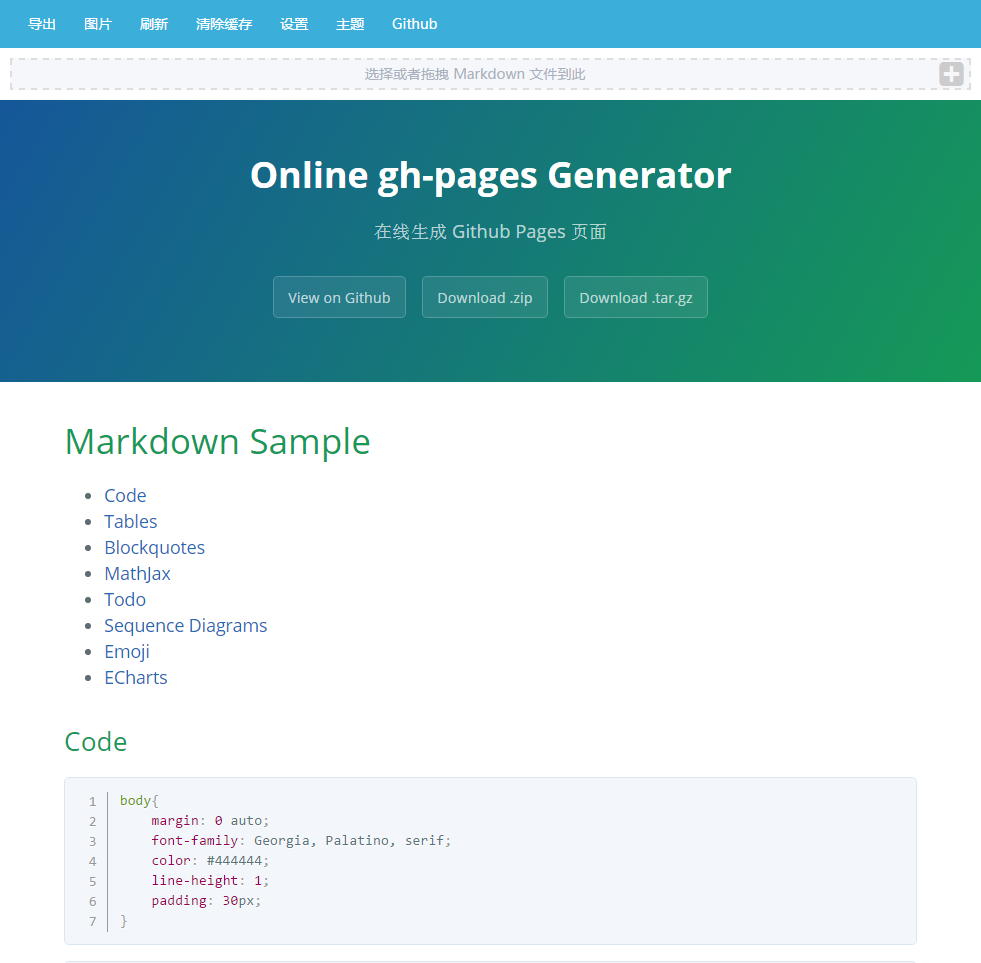 导出 图片 刷新 清除缓存 设置 主题 Github
选择或者拖拽 Markdown 文件到此
Online gh-pages Generator
在线生成 Github Pages 页面
View on Github Download .zip Download .tar.gz
Markdown Sample
Code
Tables
Blockquotes
MathJax
Todo
Sequence Diagrams
Emoji
ECharts
Code
1 body{
2 margin: 0 auto;
3 font-family: Georgia, Palatino, serif;
4 color: #444444;
5 line-height: 1;
6 padding: 30px;
7 }